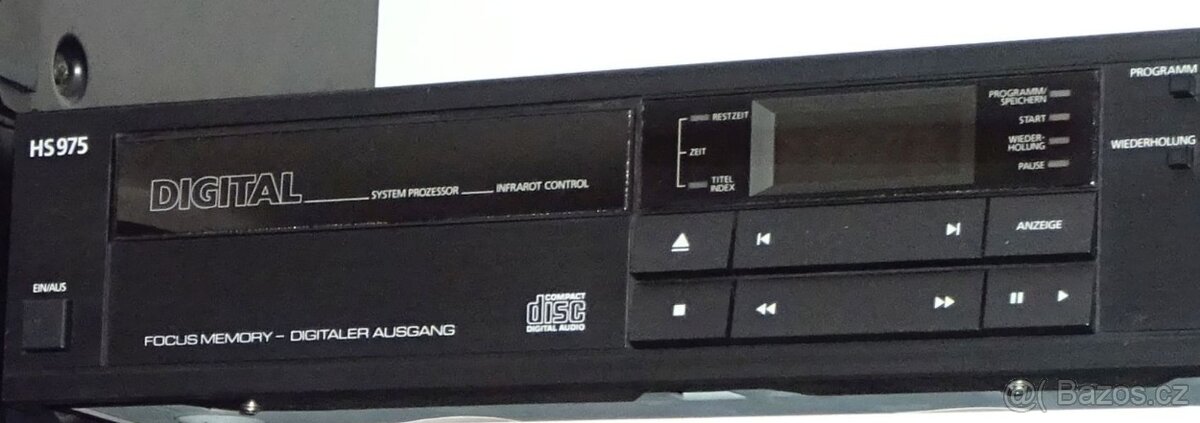 HS975
DIGITAL SYSTEM PROZESSOR INFRAROT CONTROL
EIN/AUS
FOCUS MEMORY - DIGITALER AUSGANG
COMPACT
disc
DIGITAL AUDIO
RESTZEIT
ZEIT
TITEL
INDEX
PROGRAMM/
SPEICHERN
START
WIEDER-
HOLUNG
PAUSE
ANZEIGE
PROGRAMM
WIEDERHOLUNG
Bazos.cz